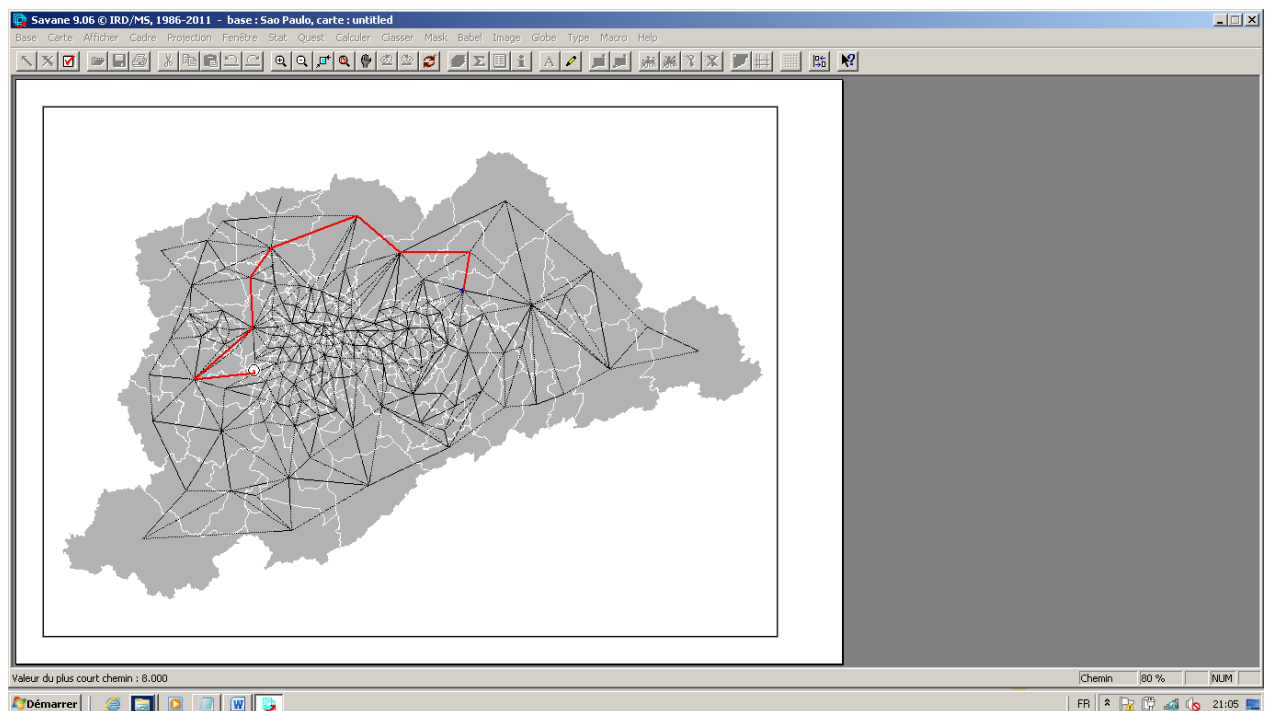 Savane 9.06 © IRD/MS, 1986-2011 - base : Sao Paulo, carte : untitled
Base Carte Afficher Cadre Projection Fenêtre Stat Quest Calculer Classer Mask Babel Image Globe Type Macro Help
Valeur du plus court chemin : 8.000 Chemin 80 % NUM
Démarrer FR 21:05